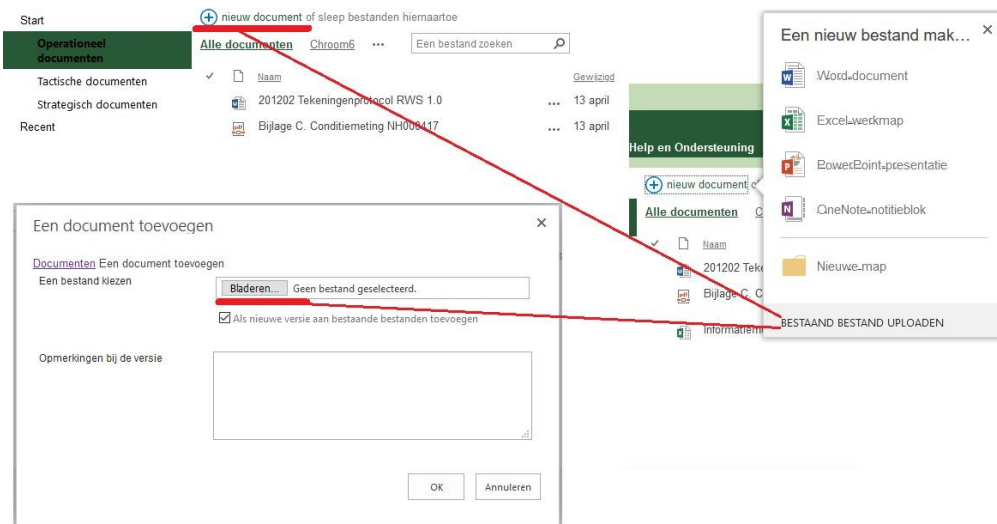 Start
Operationeel
documenten
Tactische documenten
Strategisch documenten
Recent
nieuw document of sleep bestanden hiernaartoe
Alle documenten Chroom6 ... Een bestand zoeken
Naam Gewijzigd
201202 Tekeningenprotocol RWS 1.0 ... 13 april
Bijlage C. Conditiemeting NH000417 ... 13 april
Een document toevoegen
Documenten Een document toevoegen
Een bestand kiezen
Bladeren... Geen bestand geselecteerd.
Als nieuwe versie aan bestaande bestanden toevoegen
Opmerkingen bij de versie
OK Annuleren
Help en Ondersteuning
nieuw document
Alle documenten C
Naam
201202 Teke
Bijlage C. C
Een nieuw bestand mak...
Word-document
Excel-werkmap
PowerPoint-presentatie
OneNote-notitieblok
Nieuwe map
BESTAAND BESTAND UPLOADEN